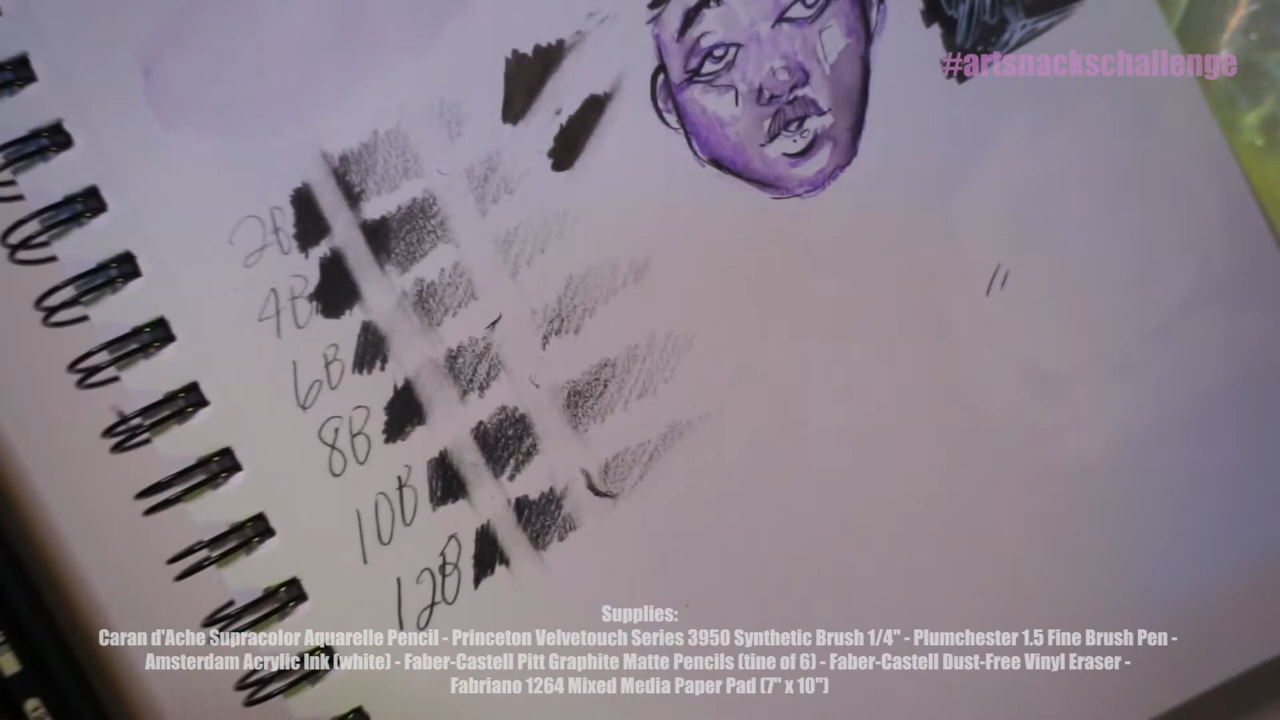 #artsnackschallenge
2B
4B
6B
8B
10B
12B
Supplies:
Caran d'Ache Supracolor Aquarelle Pencil - Princeton Velvetouch Series 3950 Synthetic Brush 1/4" - Plumchester 1.5 Fine Brush Pen -
Amsterdam Acrylic Ink (white) - Faber-Castell Pitt Graphite Matte Pencils (tine of 6) - Faber-Castell Dust-Free Vinyl Eraser -
Fabriano 1264 Mixed Media Paper Pad (7" x 10")